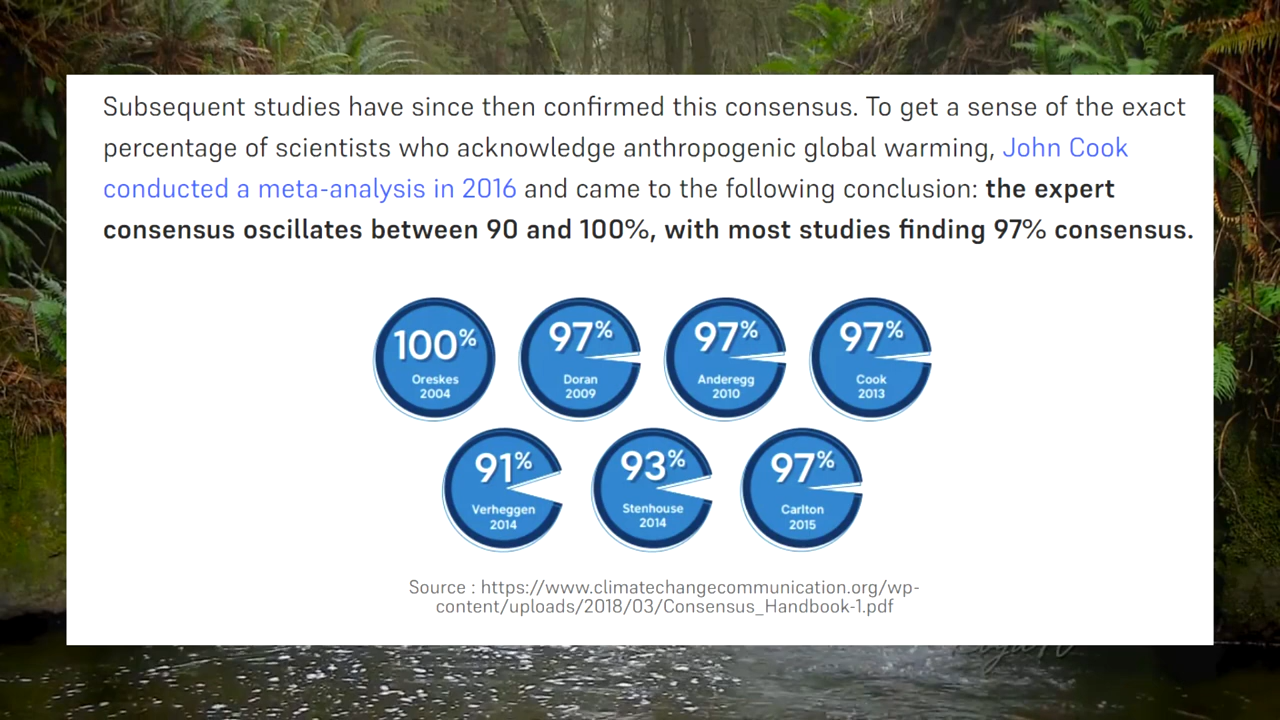 Subsequent studies have since then confirmed this consensus. To get a sense of the exact
percentage of scientists who acknowledge anthropogenic global warming, John Cook
conducted a meta-analysis in 2016 and came to the following conclusion: the expert
consensus oscillates between 90 and 100%, with most studies finding 97% consensus.
100%
Oreskes
2004
97%
Doran
2009
97%
Anderegg
2010
97%
Cook
2013
91%
Verheggen
2014
93%
Stenhouse
2014
97%
Carlton
2015
Source : https://www.climatechangecommunication.org/wp-
content/uploads/2018/03/Consensus_Handbook-1.pdf